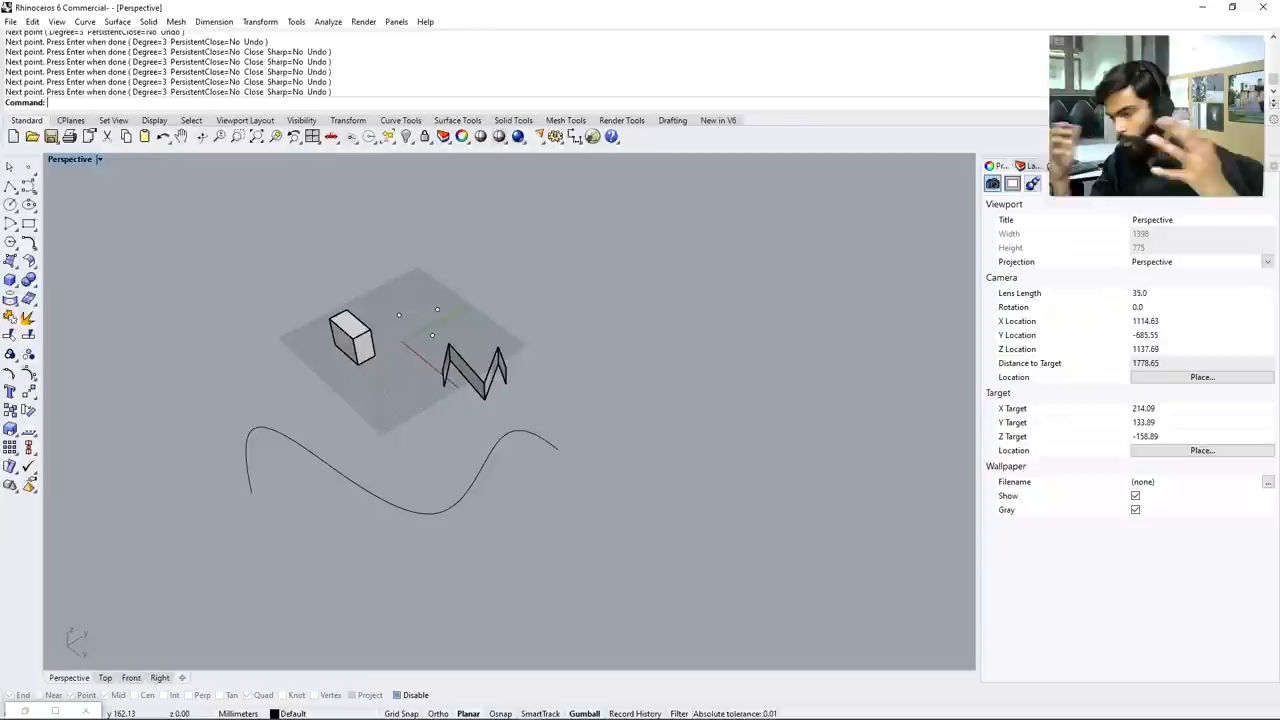 Rhinoceros 6 Commercial- - [Perspective]
File Edit View Curve Surface Solid Mesh Dimension Transform Tools Analyze Render Panels Help
Next point ( Degree=3 PersistentClose=No Undo )
Next point. Press Enter when done ( Degree=3 PersistentClose=No Undo )
Next point. Press Enter when done ( Degree=3 PersistentClose=No Close Sharp=No Undo )
Next point. Press Enter when done ( Degree=3 PersistentClose=No Close Sharp=No Undo )
Next point. Press Enter when done ( Degree=3 PersistentClose=No Close Sharp=No Undo )
Next point. Press Enter when done ( Degree=3 PersistentClose=No Close Sharp=No Undo )
Next point. Press Enter when done ( Degree=3 PersistentClose=No Close Sharp=No Undo )
Command:
Standard CPlanes Set View Display Select Viewport Layout Visibility Transform Curve Tools Surface Tools Solid Tools Mesh Tools Render Tools Drafting New in V6
Perspective
Pr... La...
Viewport
Title Perspective
Width 1398
Height 775
Projection Perspective
Camera
Lens Length 35.0
Rotation 0.0
X Location 1114.63
Y Location -685.55
Z Location 1137.69
Distance to Target 1778.65
Location Place...
Target
X Target 214.09
Y Target 133.89
Z Target -158.89
Location Place...
Wallpaper
Filename (none) ...
Show
Gray
z
y
x
Perspective Top Front Right
End Near Point Mid Cen Int Perp Tan Quad Knot Vertex Project Disable
y 162.13 z 0.00 Millimeters Default Grid Snap Ortho Planar Osnap SmartTrack Gumball Record History Filter Absolute tolerance: 0.01